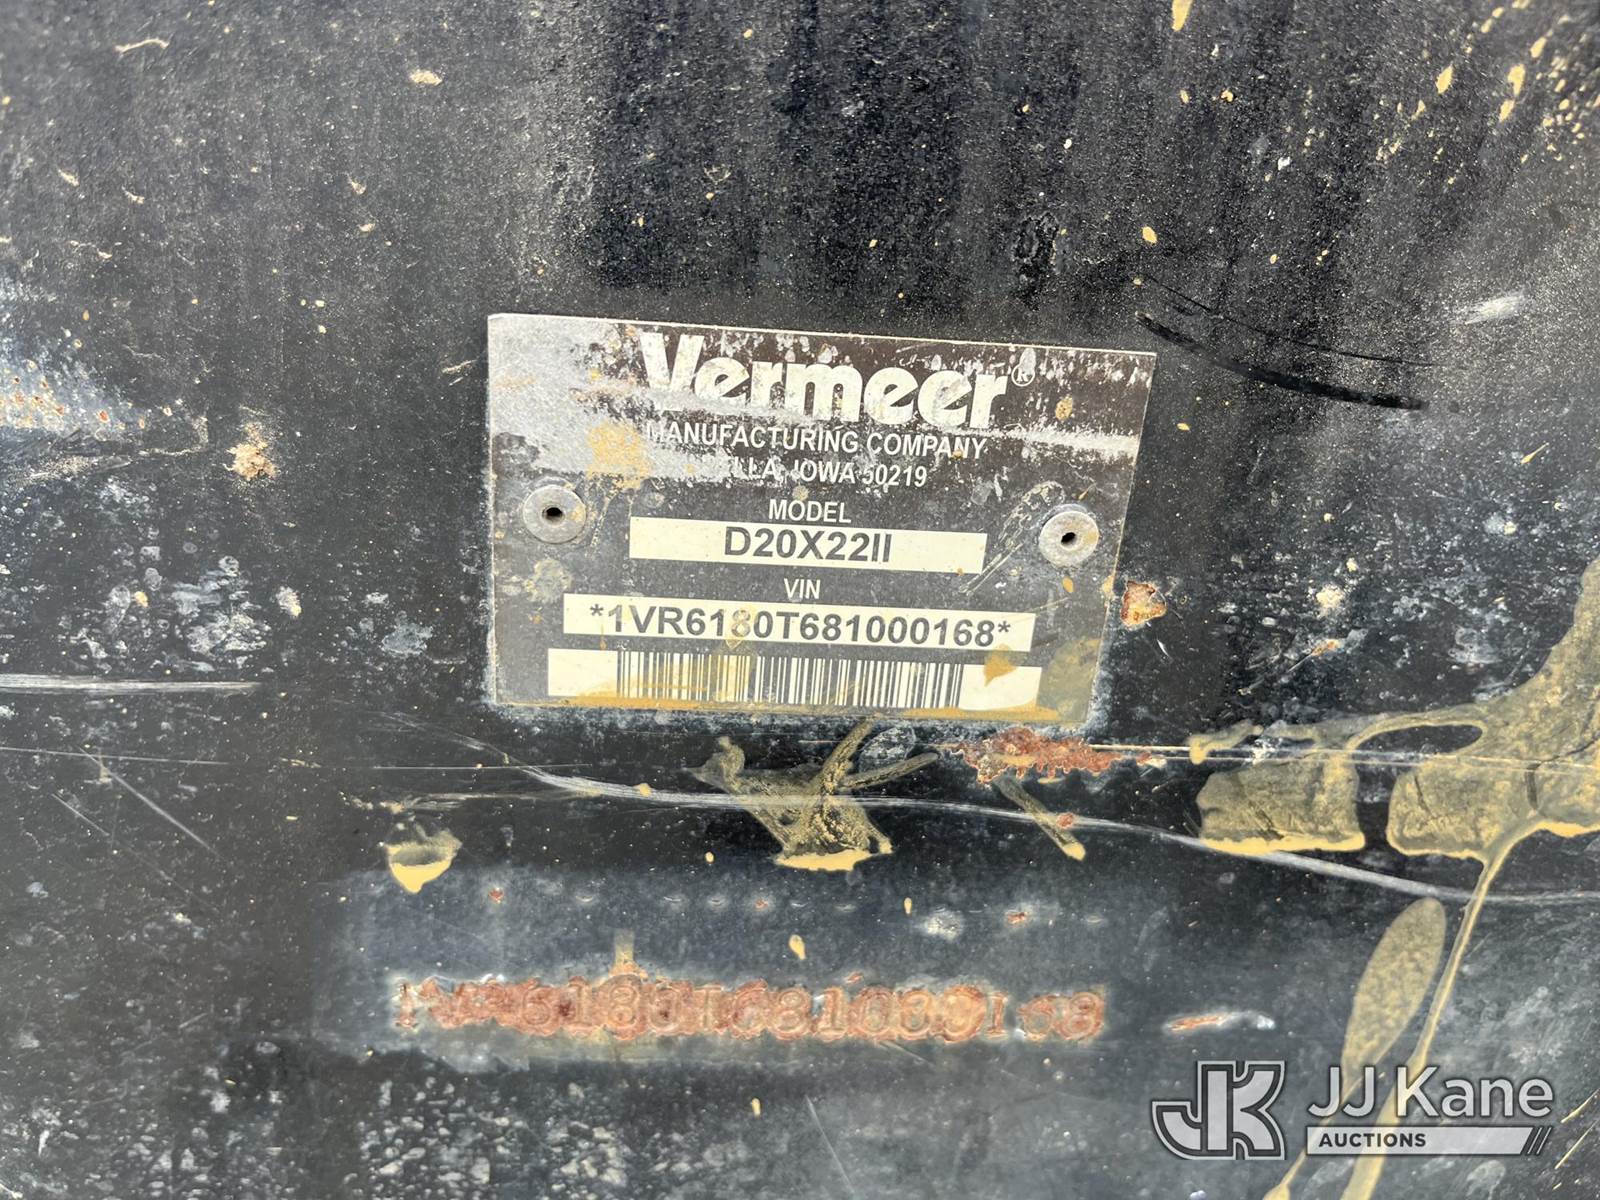 Vermeer®
MANUFACTURING COMPANY
IOWA 50219
MODEL
D20X22II
VIN
*1VR6180T681000168*
JJ Kane
AUCTIONS